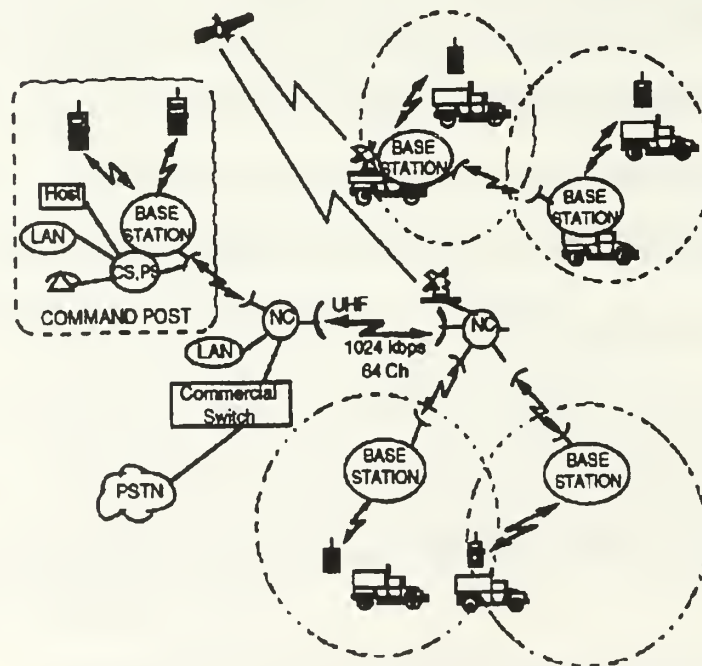 BASE
STATION
BASE
STATION
Host
BASE
STATION
LAN
CS,PS
COMMAND POST
NC
UHF
NC
LAN
1024 kbps
64 Ch
Commercial
Switch
BASE
STATION
BASE
STATION
PSTN